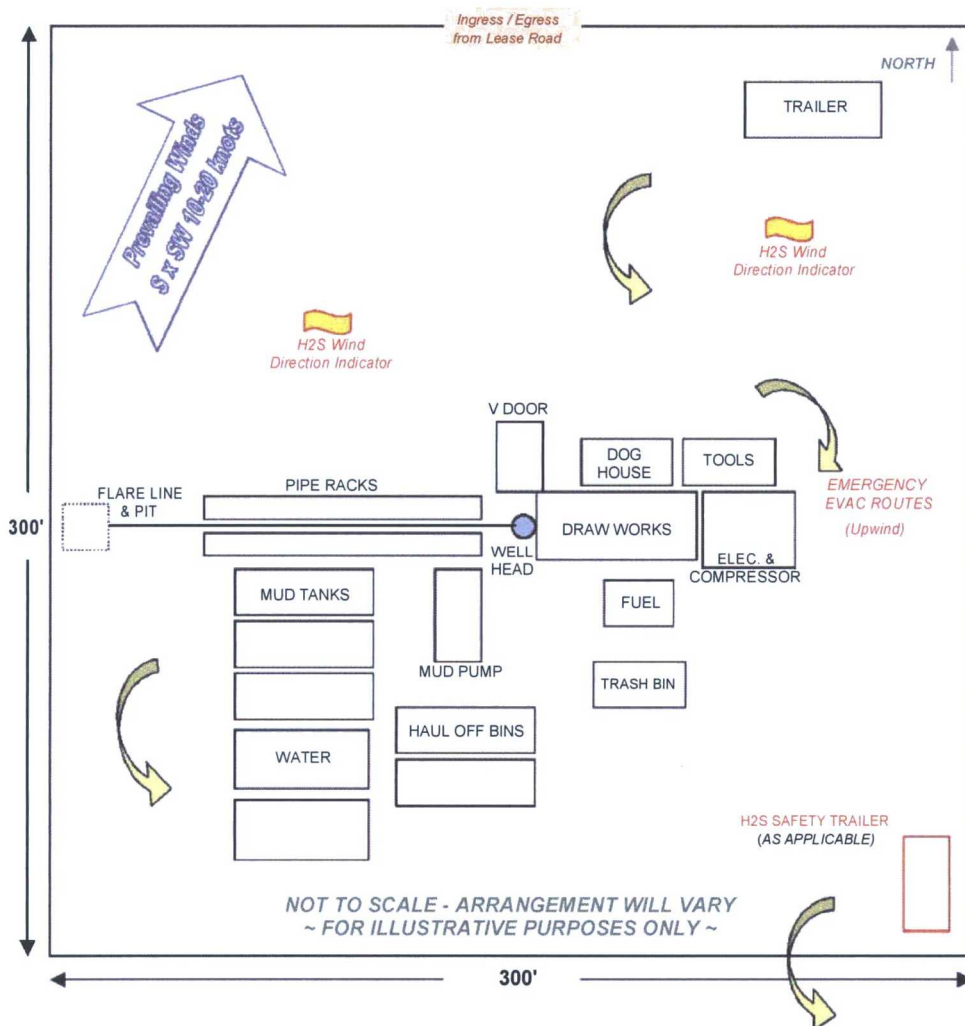 Ingress / Egress
from Lease Road
NORTH
TRAILER
Prevailing Winds
S x SW 10-20 knots
H2S Wind
Direction Indicator
H2S Wind
Direction Indicator
V DOOR
DOG
HOUSE
TOOLS
EMERGENCY
EVAC ROUTES
(Upwind)
FLARE LINE
& PIT
PIPE RACKS
300'
WELL
HEAD
DRAW WORKS
ELEC. &
COMPRESSOR
MUD TANKS
FUEL
MUD PUMP
TRASH BIN
HAUL OFF BINS
WATER
H2S SAFETY TRAILER
(AS APPLICABLE)
NOT TO SCALE - ARRANGEMENT WILL VARY
~ FOR ILLUSTRATIVE PURPOSES ONLY ~
300'